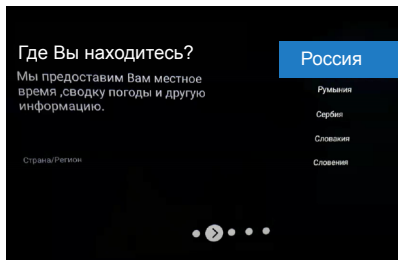 Где Вы находитесь?
Мы предоставим Вам местное
время ,сводку погоды и другую
информацию.
Страна/Регион
Россия
Румыния
Сербия
Словакия
Словения